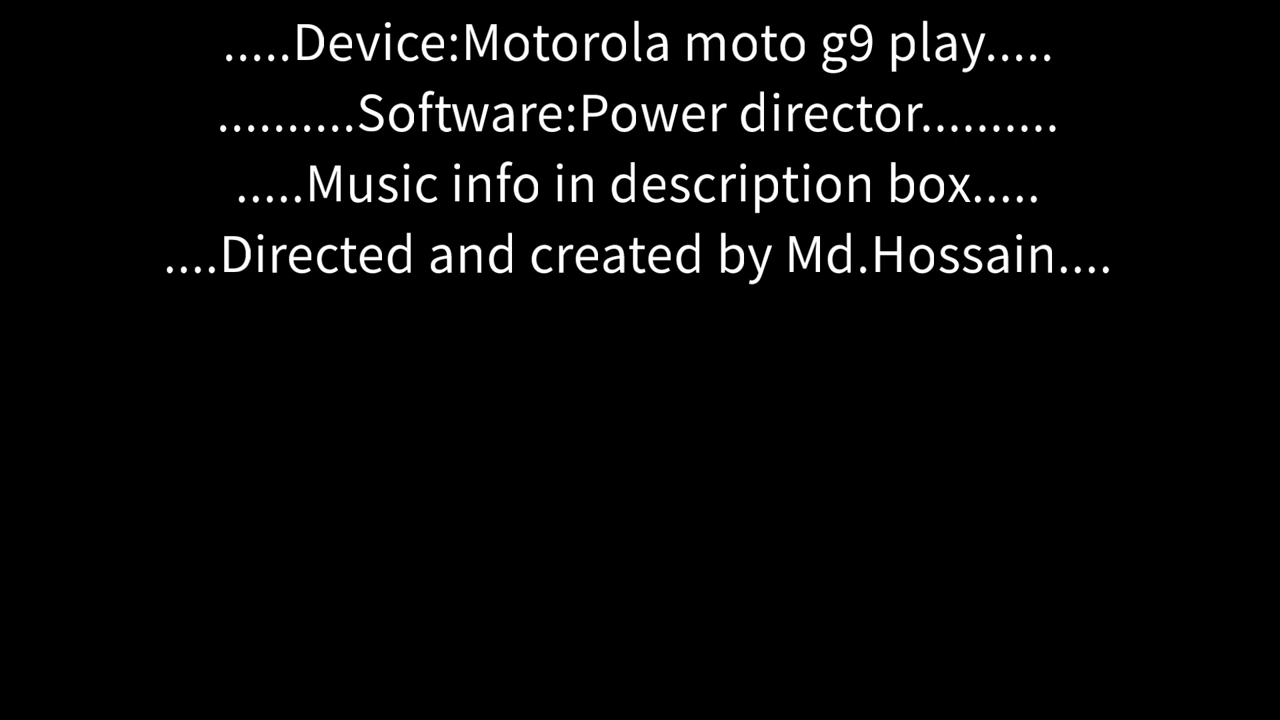 .....Device:Motorola moto g9 play.....
..........Software:Power director..........
.....Music info in description box.....
....Directed and created by Md.Hossain....